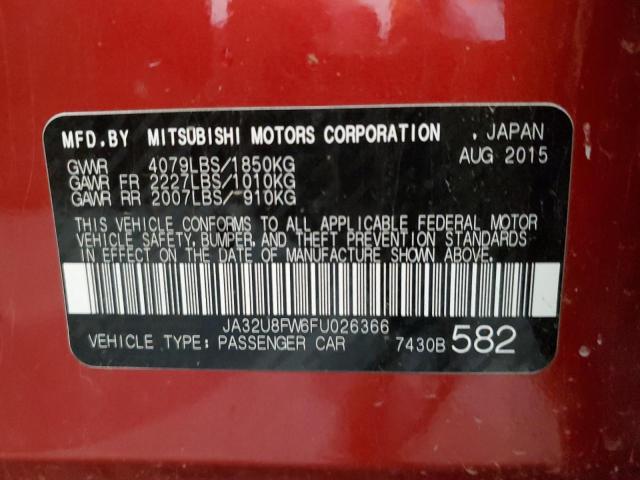 MFD.BY MITSUBISHI MOTORS CORPORATION . JAPAN
AUG 2015
GVWR 4079LBS/1850KG
GAWR FR 2227LBS/1010KG
GAWR RR 2007LBS/ 910KG
THIS VEHICLE CONFORMS TO ALL APPLICABLE FEDERAL MOTOR
VEHICLE SAFETY, BUMPER, AND THEFT PREVENTION STANDARDS
IN EFFECT ON THE DATE OF MANUFACTURE SHOWN ABOVE.
JA32U8FW6FU026366
VEHICLE TYPE: PASSENGER CAR 7430B 582